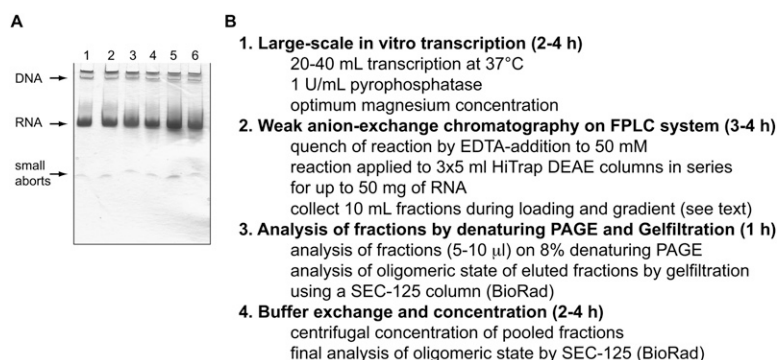 A
1 2 3 4 5 6
DNA
RNA
small
aborts
B
1. Large-scale in vitro transcription (2-4 h)
20-40 mL transcription at 37°C
1 U/mL pyrophosphatase
optimum magnesium concentration
2. Weak anion-exchange chromatography on FPLC system (3-4 h)
quench of reaction by EDTA-addition to 50 mM
reaction applied to 3x5 ml HiTrap DEAE columns in series
for up to 50 mg of RNA
collect 10 mL fractions during loading and gradient (see text)
3. Analysis of fractions by denaturing PAGE and Gelfiltration (1 h)
analysis of fractions (5-10 µl) on 8% denaturing PAGE
analysis of oligomeric state of eluted fractions by gelfiltration
using a SEC-125 column (BioRad)
4. Buffer exchange and concentration (2-4 h)
centrifugal concentration of pooled fractions
final analysis of oligomeric state by SEC-125 (BioRad)